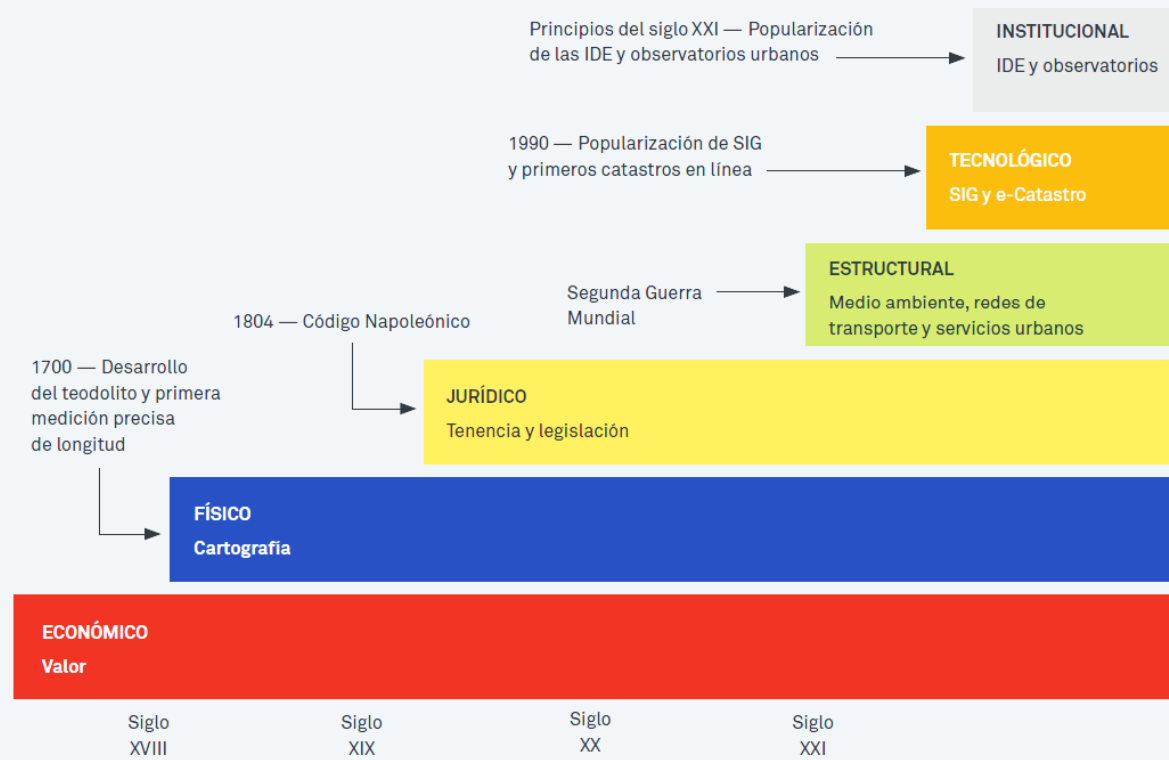 Principios del siglo XXI — Popularización
de las IDE y observatorios urbanos
INSTITUCIONAL
IDE y observatorios
1990 — Popularización de SIG
y primeros catastros en línea
TECNOLÓGICO
SIG y e-Catastro
Segunda Guerra
Mundial
ESTRUCTURAL
Medio ambiente, redes de
transporte y servicios urbanos
1804 — Código Napoleónico
JURÍDICO
Tenencia y legislación
1700 — Desarrollo
del teodolito y primera
medición precisa
de longitud
FÍSICO
Cartografía
ECONÓMICO
Valor
Siglo
XVIII
Siglo
XIX
Siglo
XX
Siglo
XXI